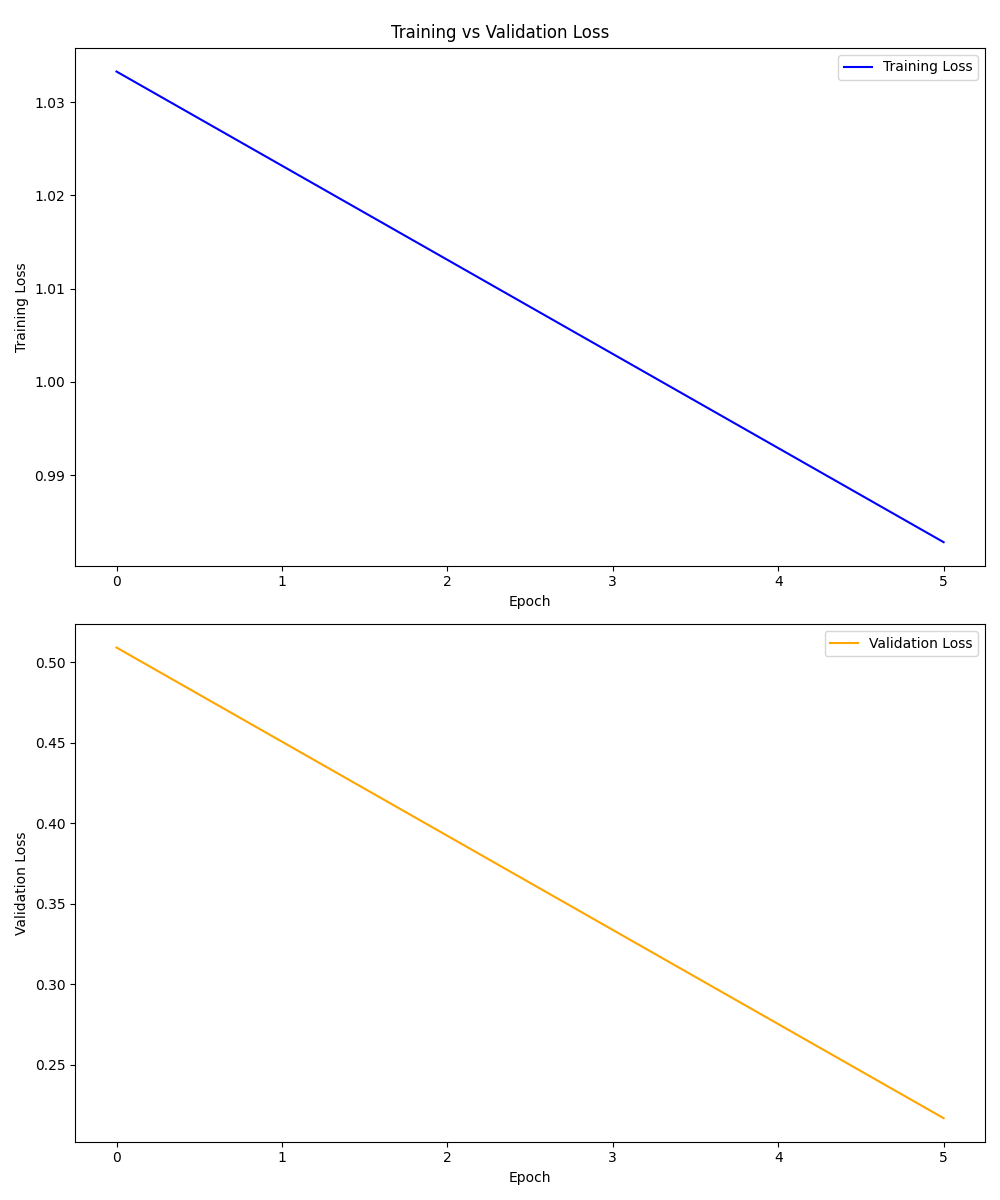 Training vs Validation Loss
Training Loss
1.03
1.02
1.01
1.00
0.99
Training Loss
0 1 2 3 4 5
Epoch
Validation Loss
0.50
0.45
0.40
0.35
0.30
0.25
Validation Loss
0 1 2 3 4 5
Epoch